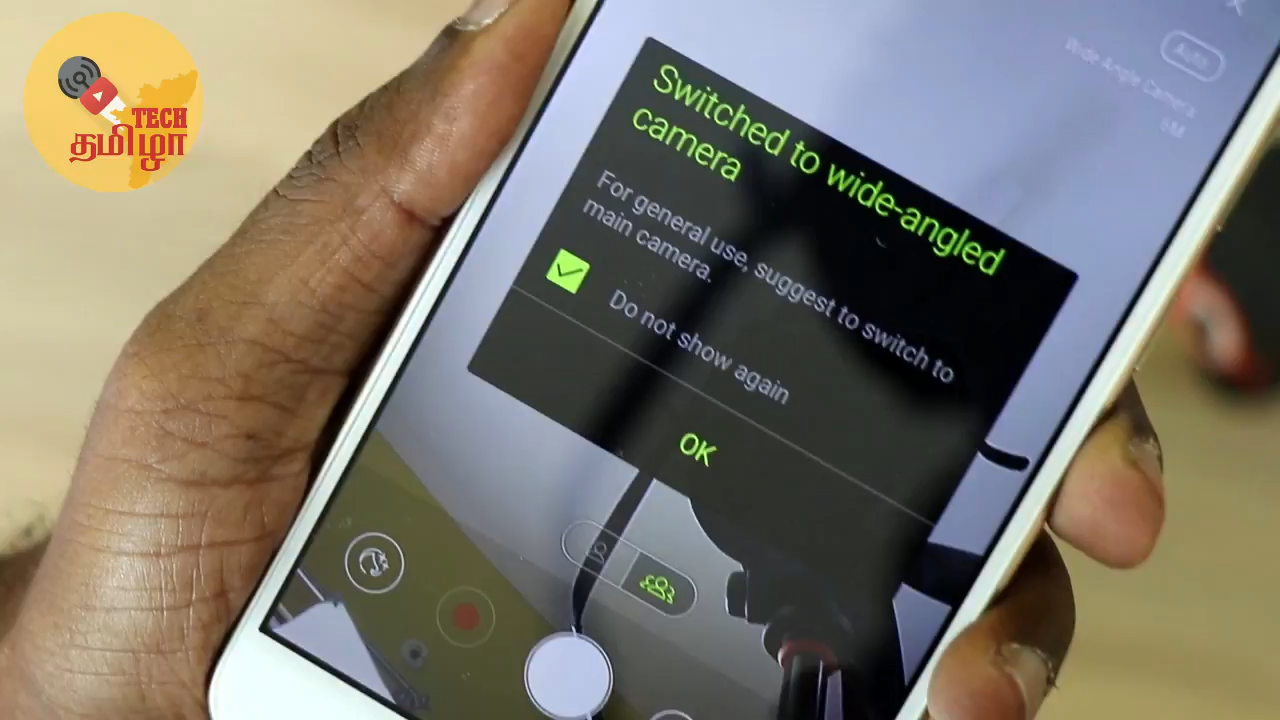 TECH
தமிழா
Auto
Wide Angle Camera
8M
Switched to wide-angled
camera
For general use, suggest to switch to
main camera.
Do not show again
OK